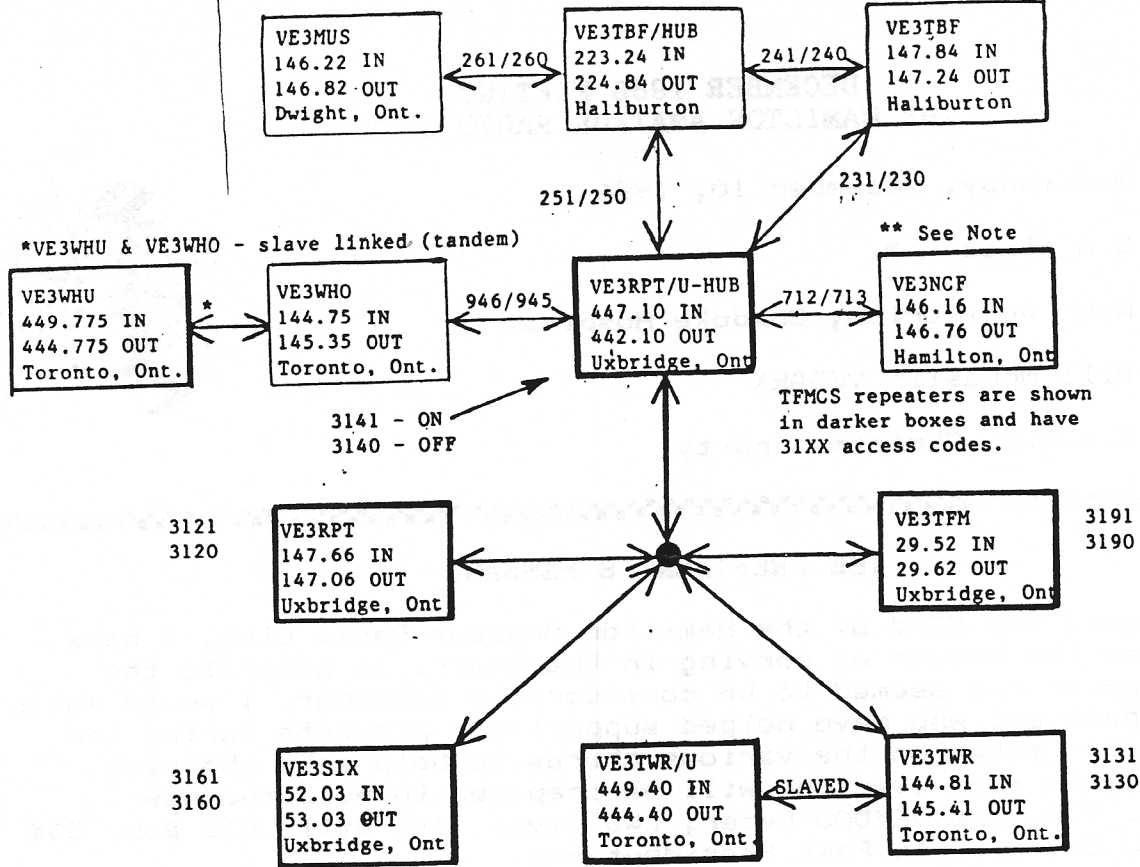 VE3MUS
146.22 IN
146.82 OUT
Dwight, Ont.
261/260
VE3TBF/HUB
223.24 IN
224.84 OUT
Haliburton
241/240
VE3TBF
147.84 IN
147.24 OUT
Haliburton
251/250
231/230
*VE3WHU & VE3WHO - slave linked (tandem)
** See Note
VE3WHU
449.775 IN
444.775 OUT
Toronto, Ont.
*
VE3WHO
144.75 IN
145.35 OUT
Toronto, Ont.
946/945
VE3RPT/U-HUB
447.10 IN
442.10 OUT
Uxbridge, Ont
712/713
VE3NCF
146.16 IN
146.76 OUT
Hamilton, Ont
3141 - ON
3140 - OFF
TFMCS repeaters are shown
in darker boxes and have
31XX access codes.
3121
3120
VE3RPT
147.66 IN
147.06 OUT
Uxbridge, Ont
VE3TFM
29.52 IN
29.62 OUT
Uxbridge, Ont
3191
3190
3161
3160
VE3SIX
52.03 IN
53.03 OUT
Uxbridge, Ont
VE3TWR/U
449.40 IN
444.40 OUT
Toronto, Ont.
SLAVED
VE3TWR
144.81 IN
145.41 OUT
Toronto, Ont.
3131
3130